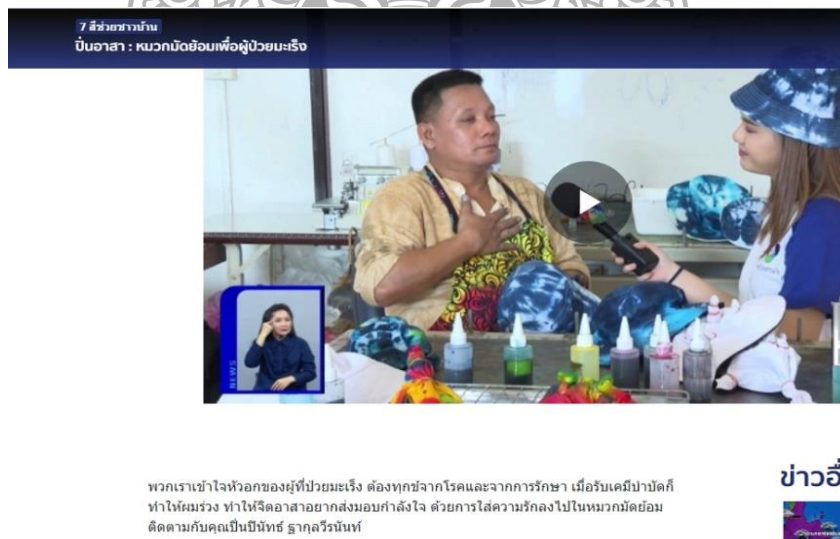 7 สีช่วยชาวบ้าน
ปิ่นอาสา : หมวกมัดย้อมเพื่อผู้ป่วยมะเร็ง
NEWS
พวกเราเข้าใจหัวอกของผู้ที่ป่วยมะเร็ง ต้องทุกข์จากโรคและจากการรักษา เมื่อรับเคมีบำบัดก็
ทำให้ผมร่วง ทำให้จิตอาสาอยากส่งมอบกำลังใจ ด้วยการใส่ความรักลงไปในหมวกมัดย้อม
ติดตามกับคุณปิ่นปินัทธ์ ฐากุลวีรนันท์
ข่าวอื่